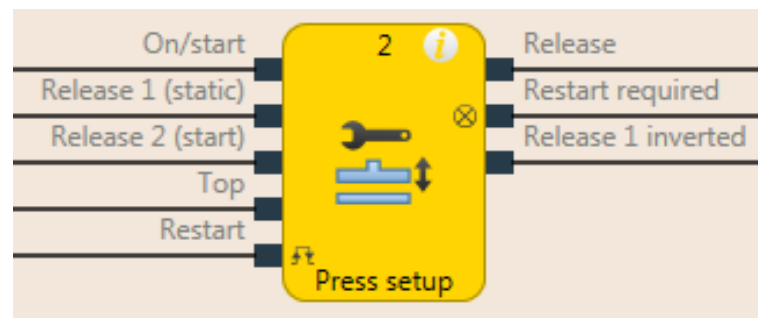 On/start
Release 1 (static)
Release 2 (start)
Top
Restart
2
i
Press setup
Release
Restart required
Release 1 inverted